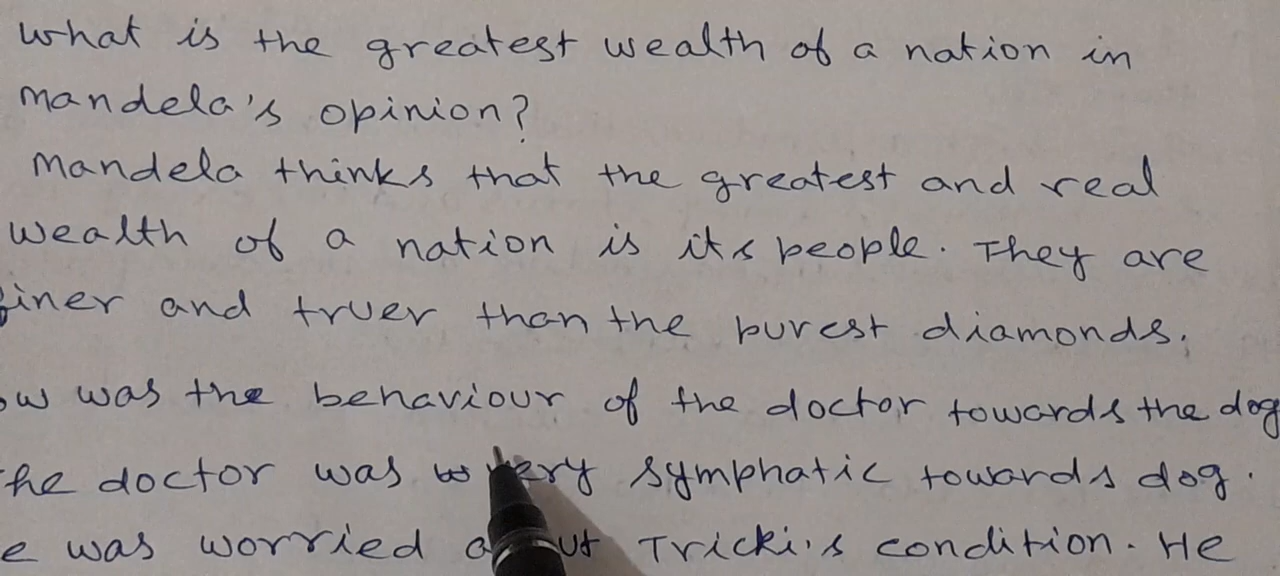 What is the greatest wealth of a nation in
Mandela's opinion?
Mandela thinks that the greatest and real
Wealth of a nation is its people. They are
finer and truer than the purest diamonds.
ow was the behaviour of the doctor towards the dog
he doctor was very symphatic towards dog.
e was worried about Tricki's condition. He